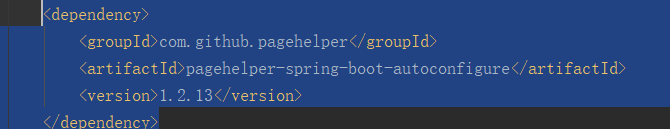 <dependency>
<groupId>com.github.pagehelper</groupId>
<artifactId>pagehelper-spring-boot-autoconfigure</artifactId>
<version>1.2.13</version>
</dependency>